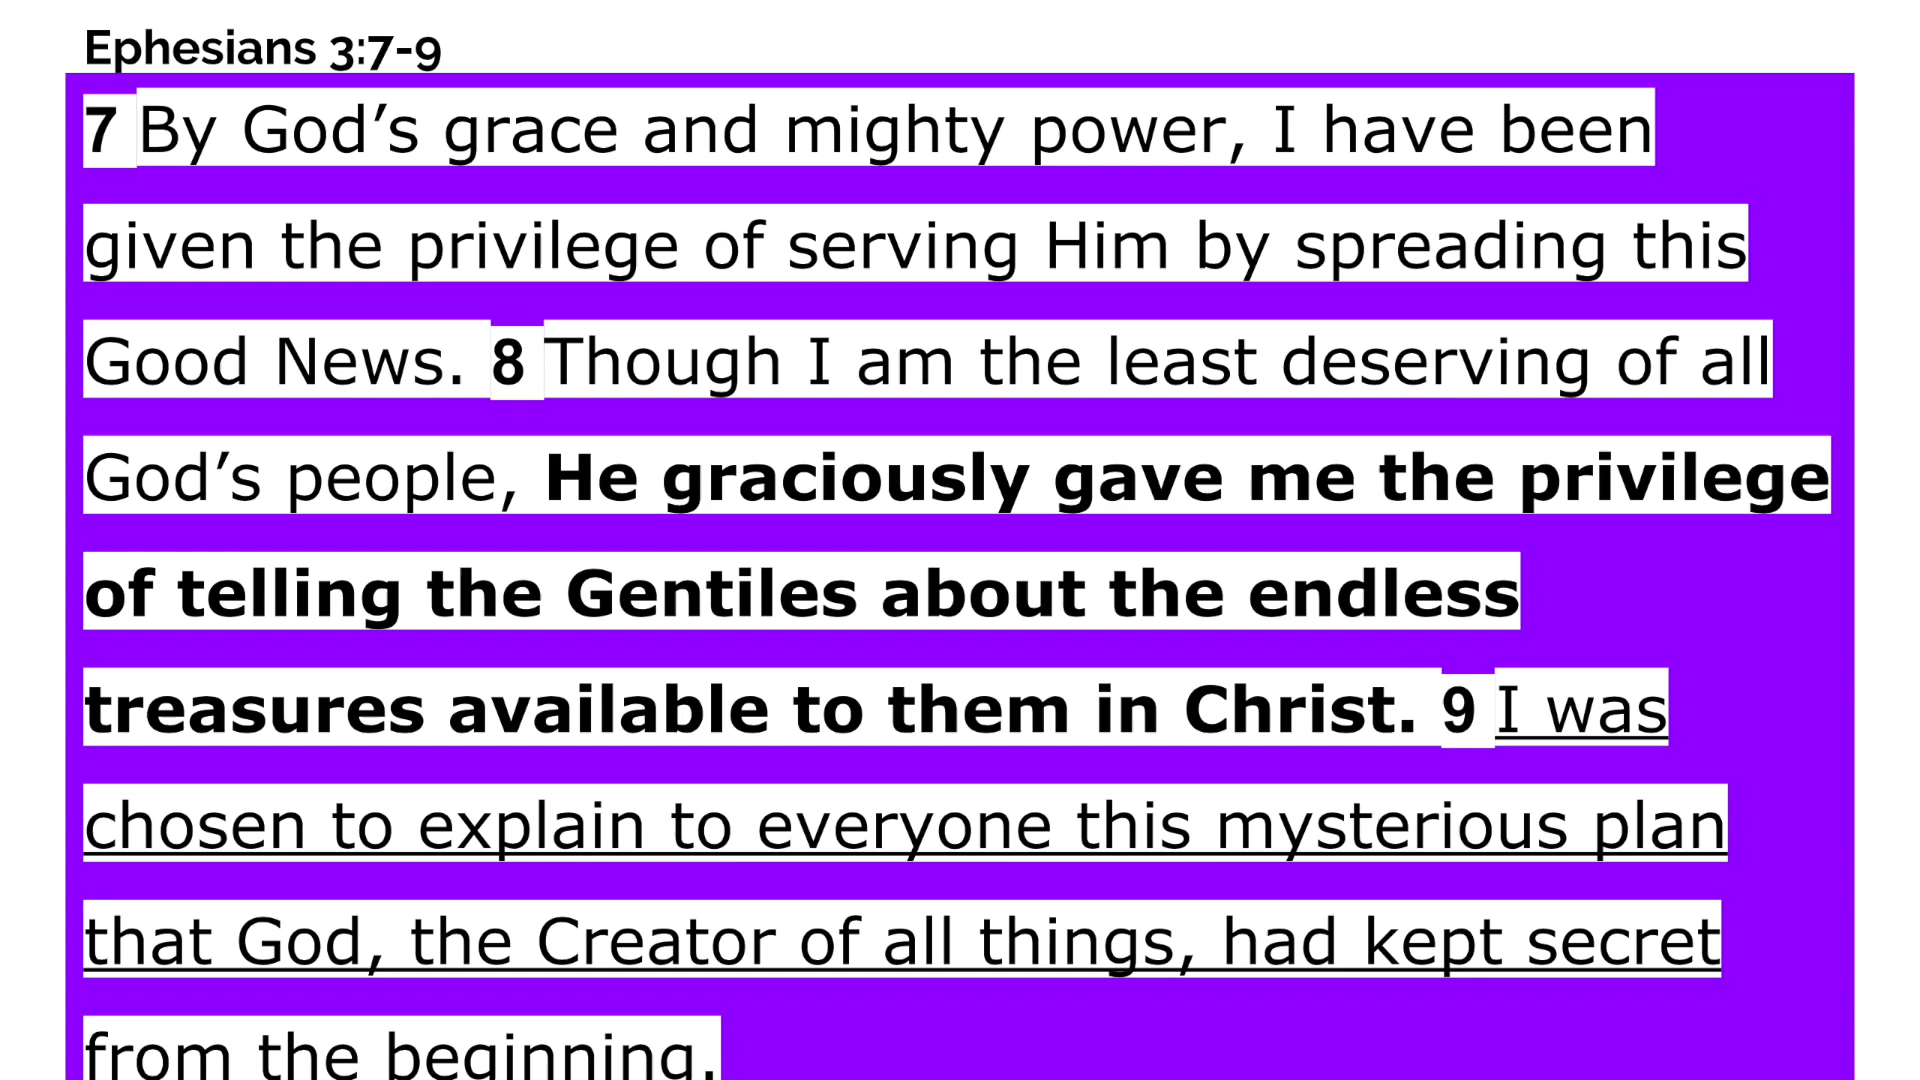 Ephesians 3:7-9
7 By God’s grace and mighty power, I have been
given the privilege of serving Him by spreading this
Good News. 8 Though I am the least deserving of all
God’s people, He graciously gave me the privilege
of telling the Gentiles about the endless
treasures available to them in Christ. 9 I was
chosen to explain to everyone this mysterious plan
that God, the Creator of all things, had kept secret
from the beginning.